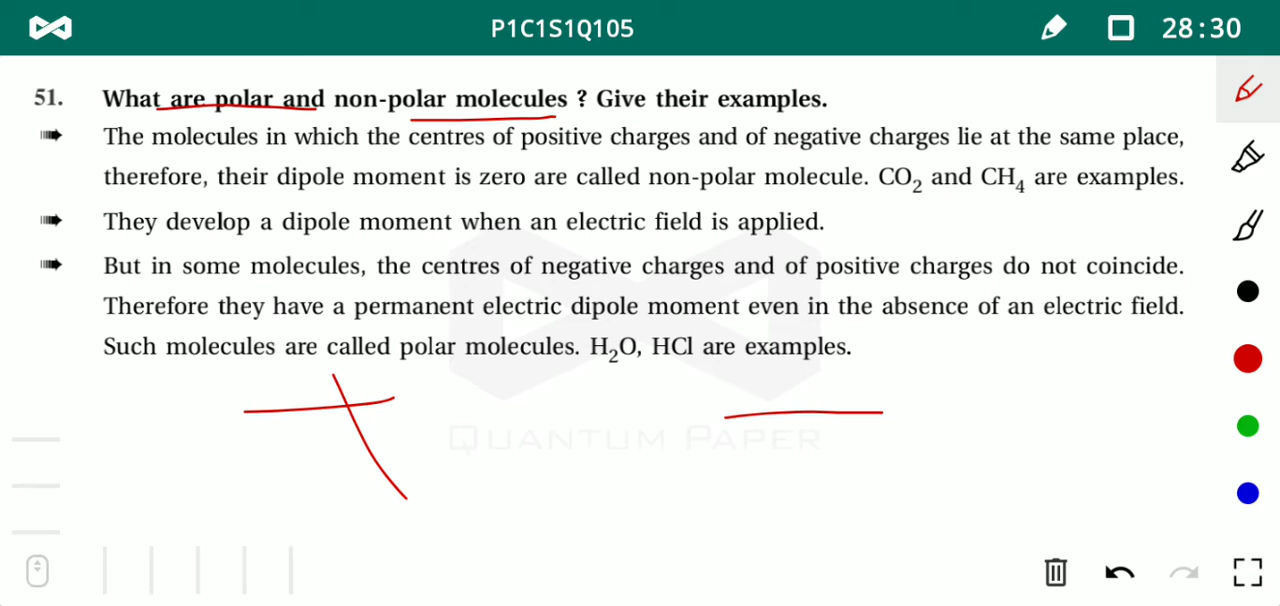 P1C1S1Q105
28:30
51. What are polar and non-polar molecules ? Give their examples.
➠ The molecules in which the centres of positive charges and of negative charges lie at the same place,
therefore, their dipole moment is zero are called non-polar molecule. CO₂ and CH₄ are examples.
➠ They develop a dipole moment when an electric field is applied.
➠ But in some molecules, the centres of negative charges and of positive charges do not coincide.
Therefore they have a permanent electric dipole moment even in the absence of an electric field.
Such molecules are called polar molecules. H₂O, HCl are examples.
QUANTUM PAPER